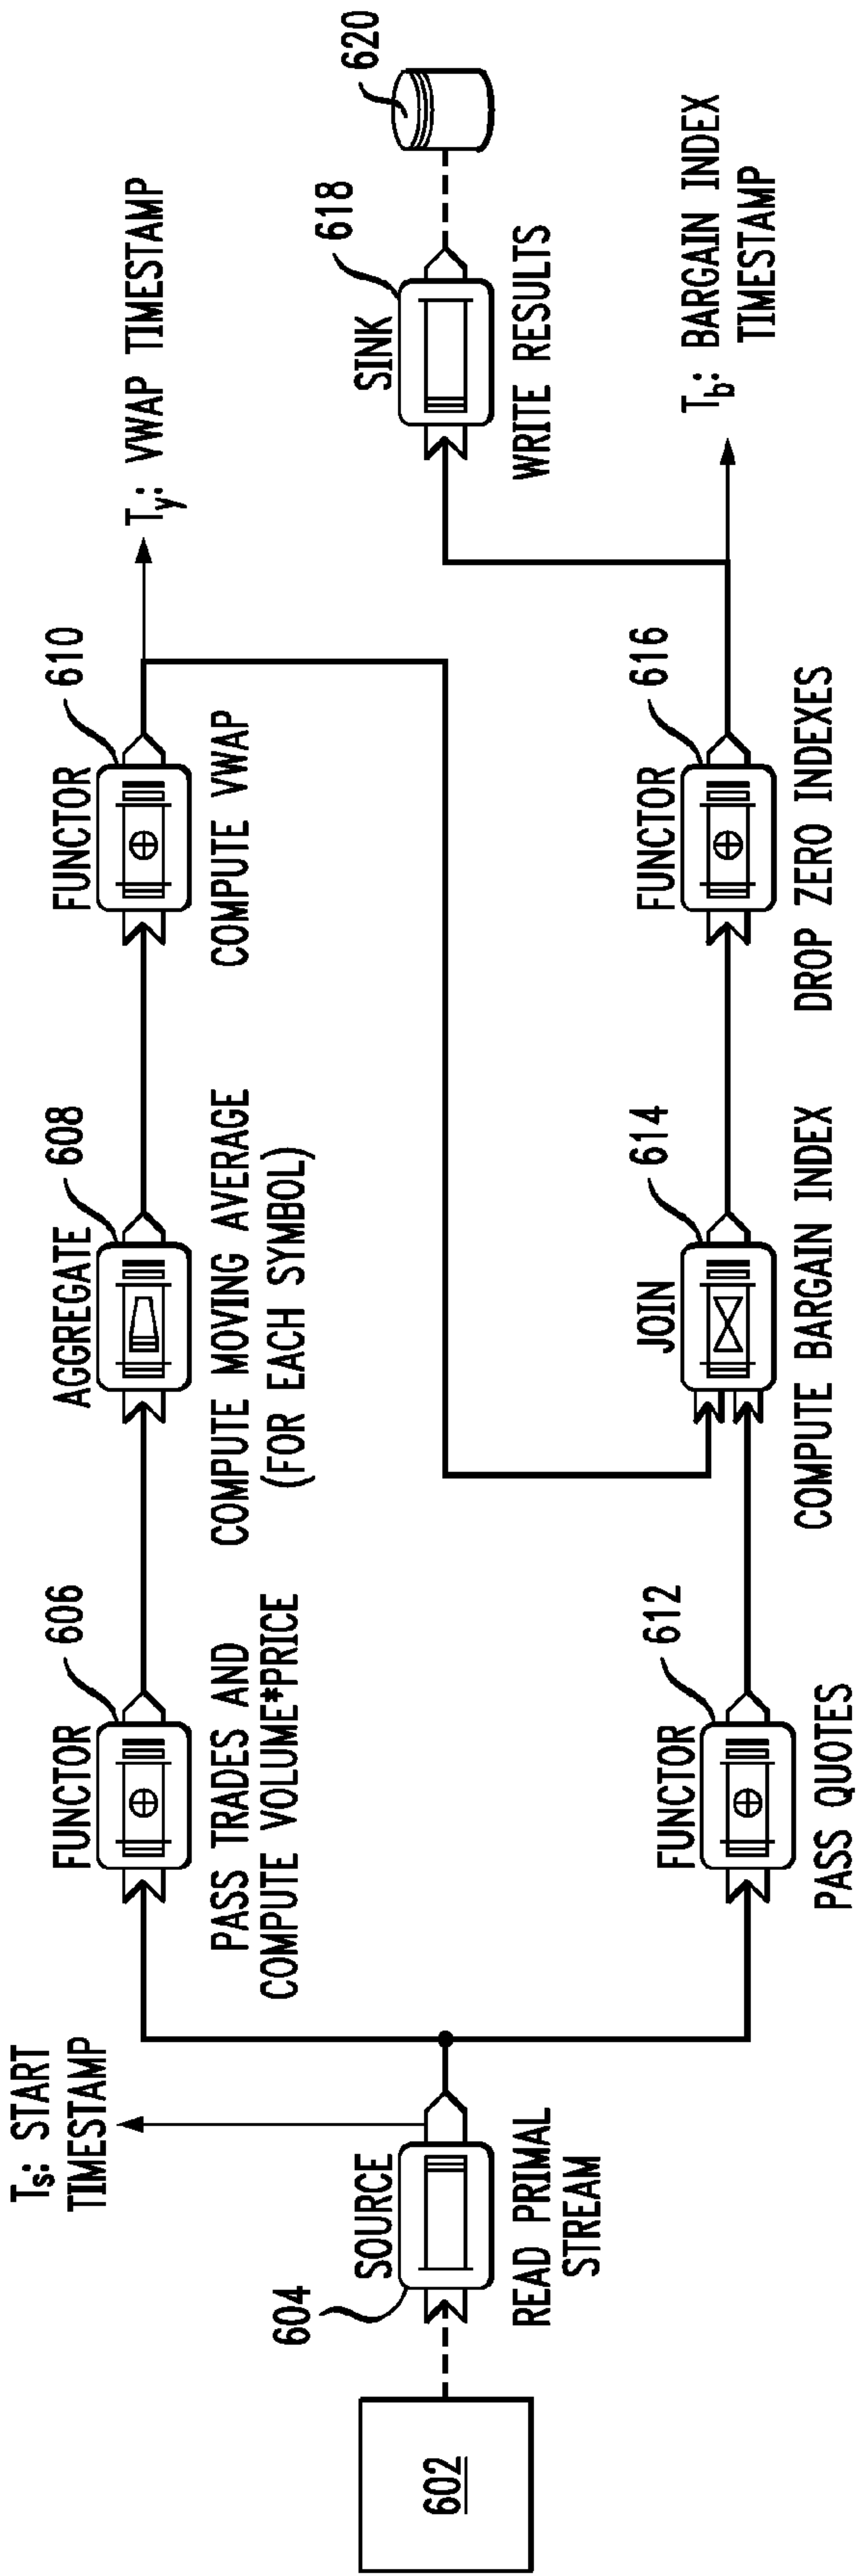 602
604
SOURCE
READ PRIMAL
STREAM
Ts: START
TIMESTAMP
606
FUNCTOR
PASS TRADES AND
COMPUTE VOLUME*PRICE
608
AGGREGATE
COMPUTE MOVING AVERAGE
(FOR EACH SYMBOL)
610
FUNCTOR
COMPUTE VWAP
Ty: VWAP TIMESTAMP
612
FUNCTOR
PASS QUOTES
614
JOIN
COMPUTE BARGAIN INDEX
616
FUNCTOR
DROP ZERO INDEXES
Tb: BARGAIN INDEX
TIMESTAMP
618
SINK
WRITE RESULTS
620